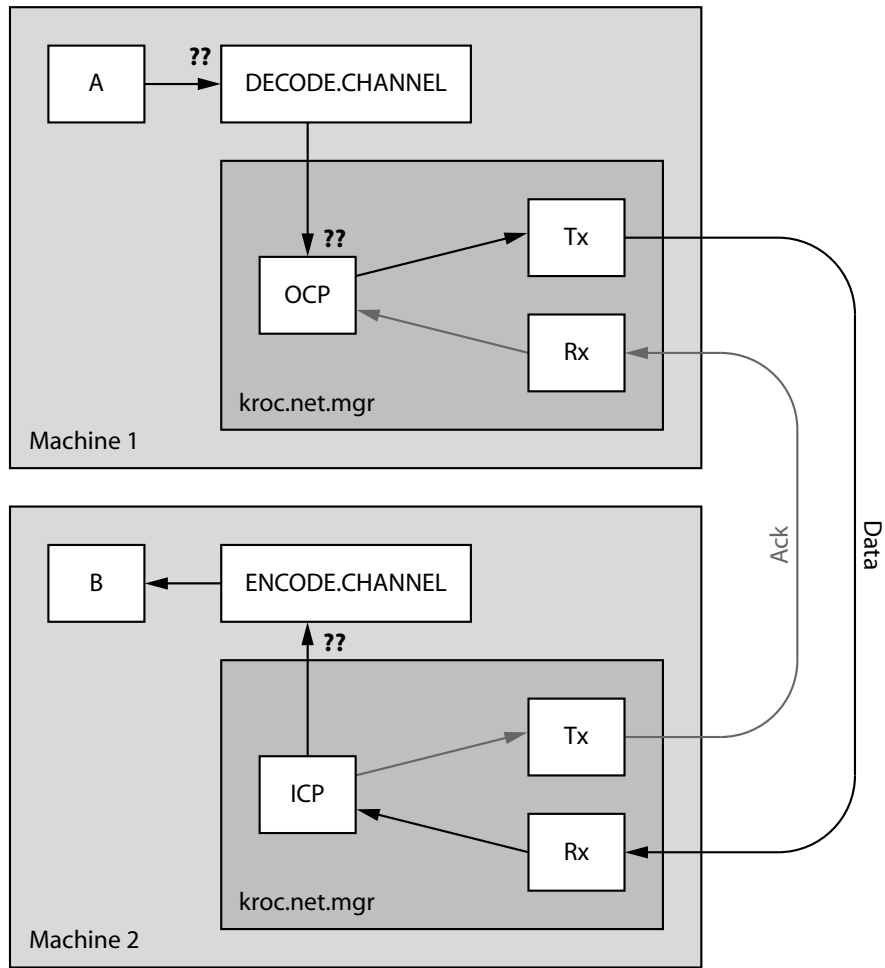 ??
A
DECODE.CHANNEL
??
Tx
OCP
Rx
kroc.net.mgr
Machine 1
Ack
Data
B
ENCODE.CHANNEL
??
Tx
ICP
Rx
kroc.net.mgr
Machine 2